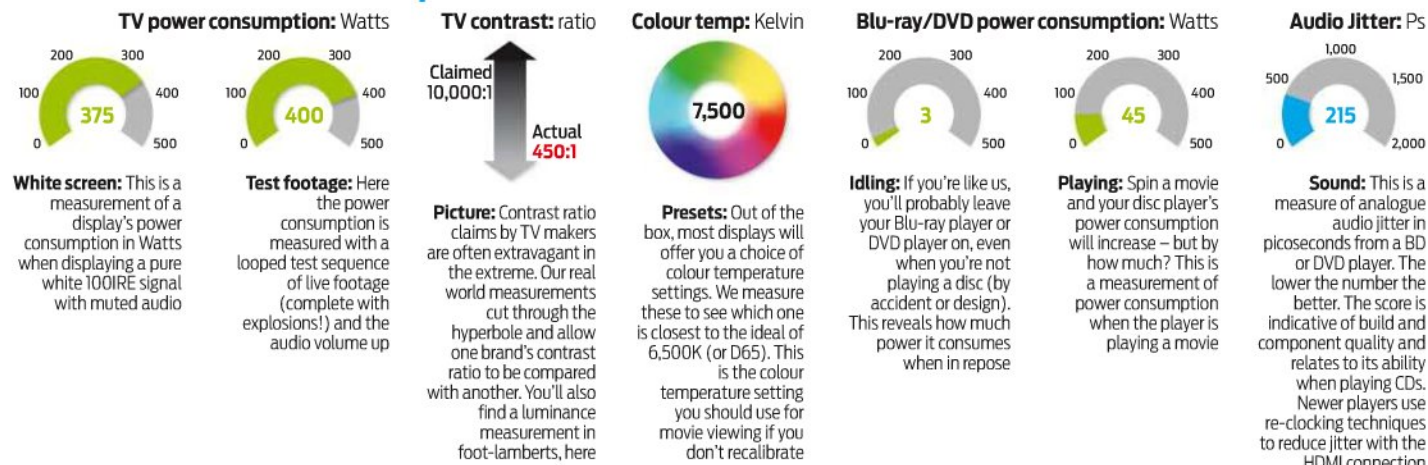 TV power consumption: Watts
0
100
200
300
400
500
375
0
100
200
300
400
500
400
White screen: This is a
measurement of a
display's power
consumption in Watts
when displaying a pure
white 100IRE signal
with muted audio
Test footage: Here
the power
consumption is
measured with a
looped test sequence
of live footage
(complete with
explosions!) and the
audio volume up
TV contrast: ratio
Claimed
10,000:1
Actual
450:1
Picture: Contrast ratio
claims by TV makers
are often extravagant in
the extreme. Our real
world measurements
cut through the
hyperbole and allow
one brand's contrast
ratio to be compared
with another. You'll also
find a luminance
measurement in
foot-lamberts, here
Colour temp: Kelvin
7,500
Presets: Out of the
box, most displays will
offer you a choice of
colour temperature
settings. We measure
these to see which one
is closest to the ideal of
6,500K (or D65). This
is the colour
temperature setting
you should use for
movie viewing if you
don't recalibrate
Blu-ray/DVD power consumption: Watts
0
100
200
300
400
500
3
0
100
200
300
400
500
45
Idling: If you're like us,
you'll probably leave
your Blu-ray player or
DVD player on, even
when you're not
playing a disc (by
accident or design).
This reveals how much
power it consumes
when in repose
Playing: Spin a movie
and your disc player's
power consumption
will increase – but by
how much? This is
a measurement of
power consumption
when the player is
playing a movie
Audio Jitter: Ps
0
500
1,000
1,500
2,000
215
Sound: This is a
measure of analogue
audio jitter in
picoseconds from a BD
or DVD player. The
lower the number the
better. The score is
indicative of build and
component quality and
relates to its ability
when playing CDs.
Newer players use
re-clocking techniques
to reduce jitter with the
HDMI connection